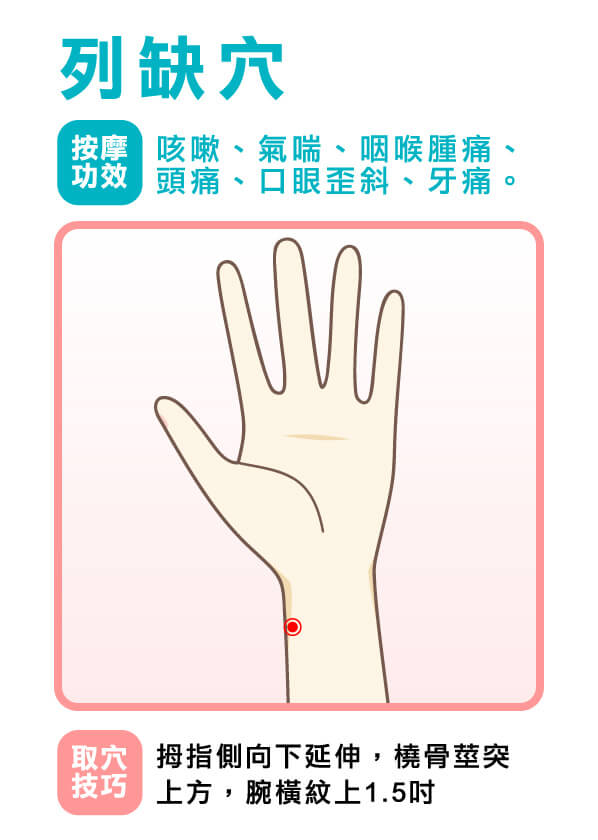 列缺穴
按摩
功效
咳嗽、氣喘、咽喉腫痛、
頭痛、口眼歪斜、牙痛。
取穴
技巧
拇指側向下延伸，橈骨莖突
上方，腕橫紋上1.5吋